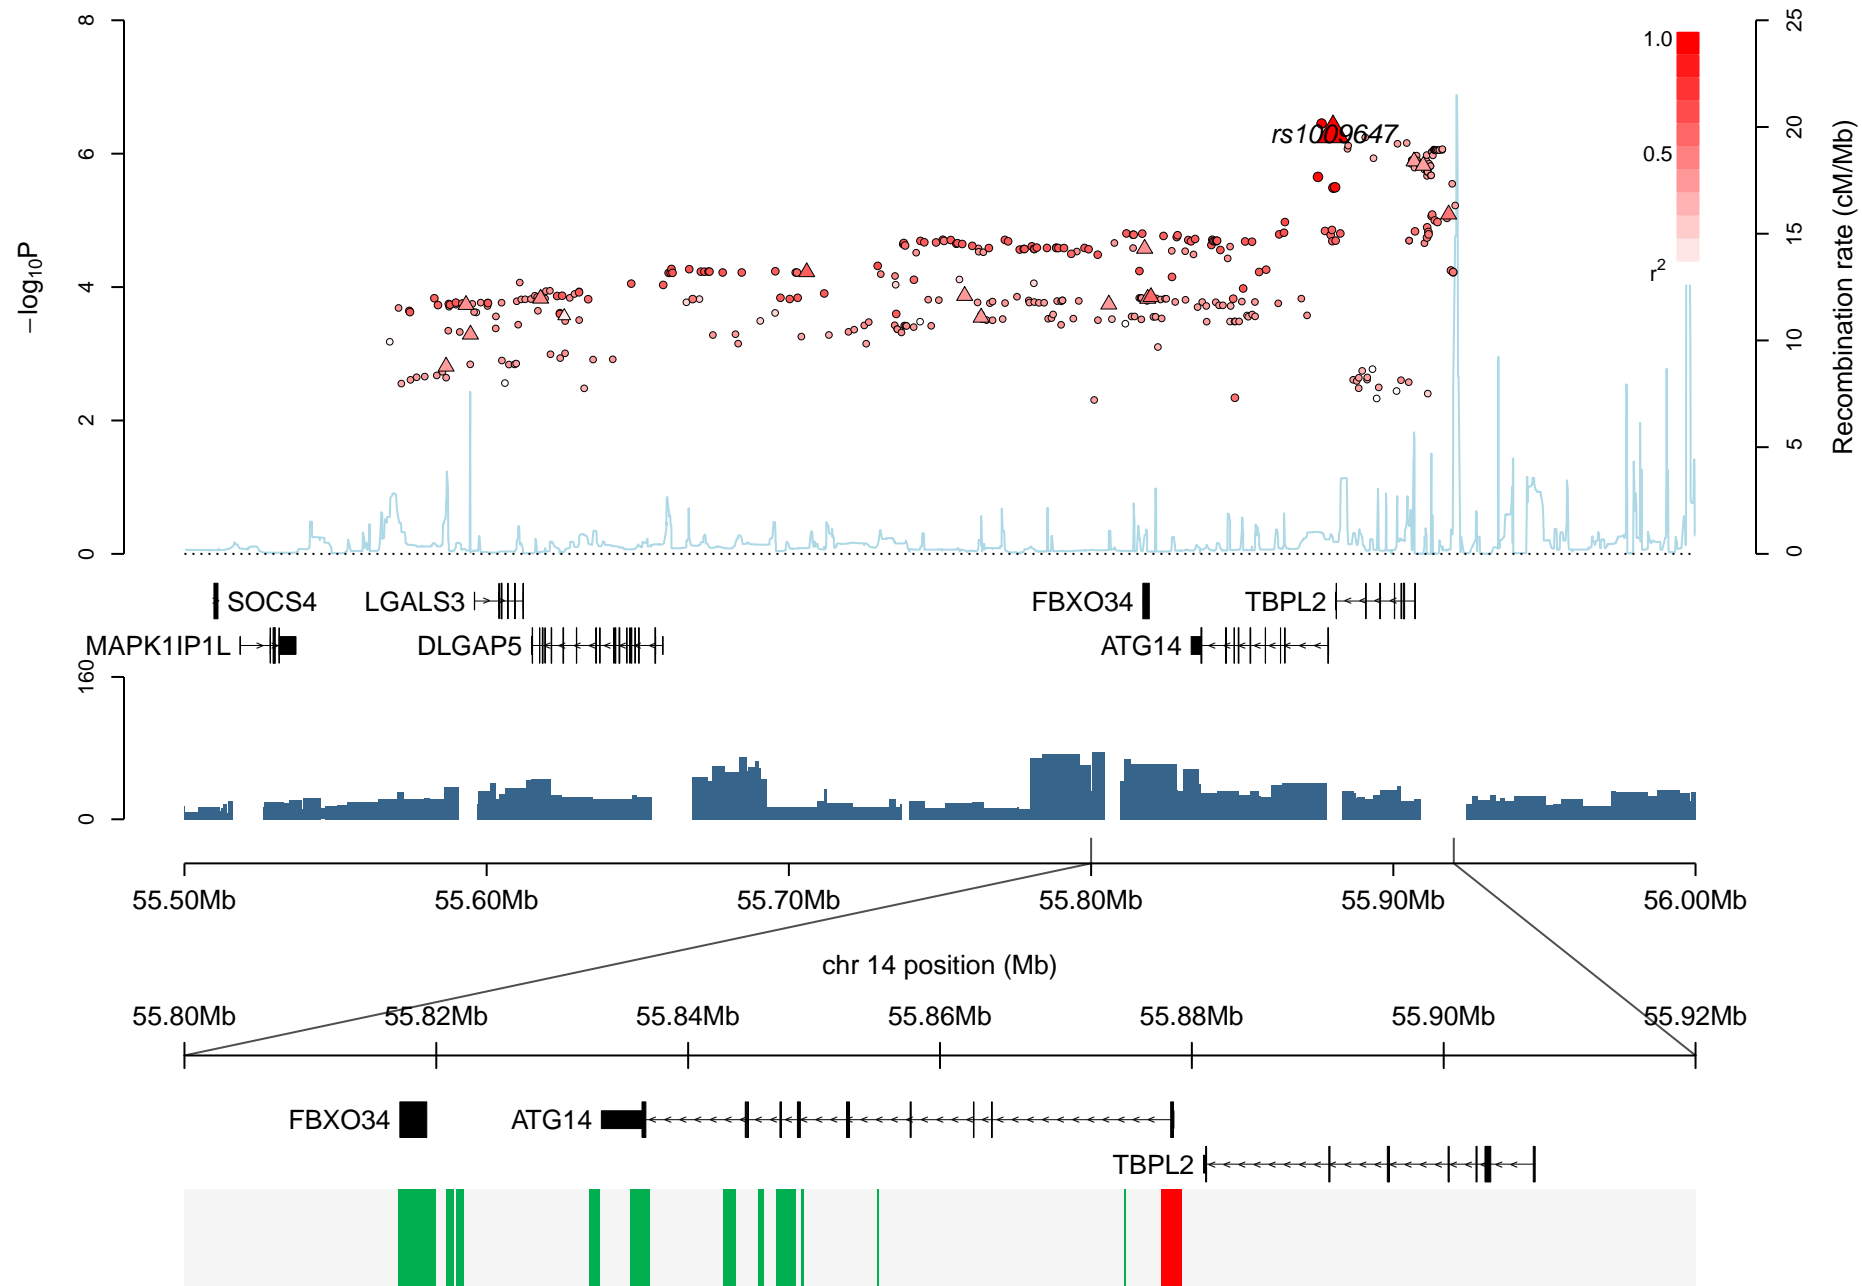 8
6
4
2
0
−log10P
25
20
15
10
5
0
Recombination rate (cM/Mb)
1.0
0.5
r2
rs1009647
SOCS4
LGALS3
FBXO34
TBPL2
MAPK1IP1L
DLGAP5
ATG14
160
0
55.50Mb 55.60Mb 55.70Mb 55.80Mb 55.90Mb 56.00Mb
chr 14 position (Mb)
55.80Mb 55.82Mb 55.84Mb 55.86Mb 55.88Mb 55.90Mb 55.92Mb
FBXO34
ATG14
TBPL2